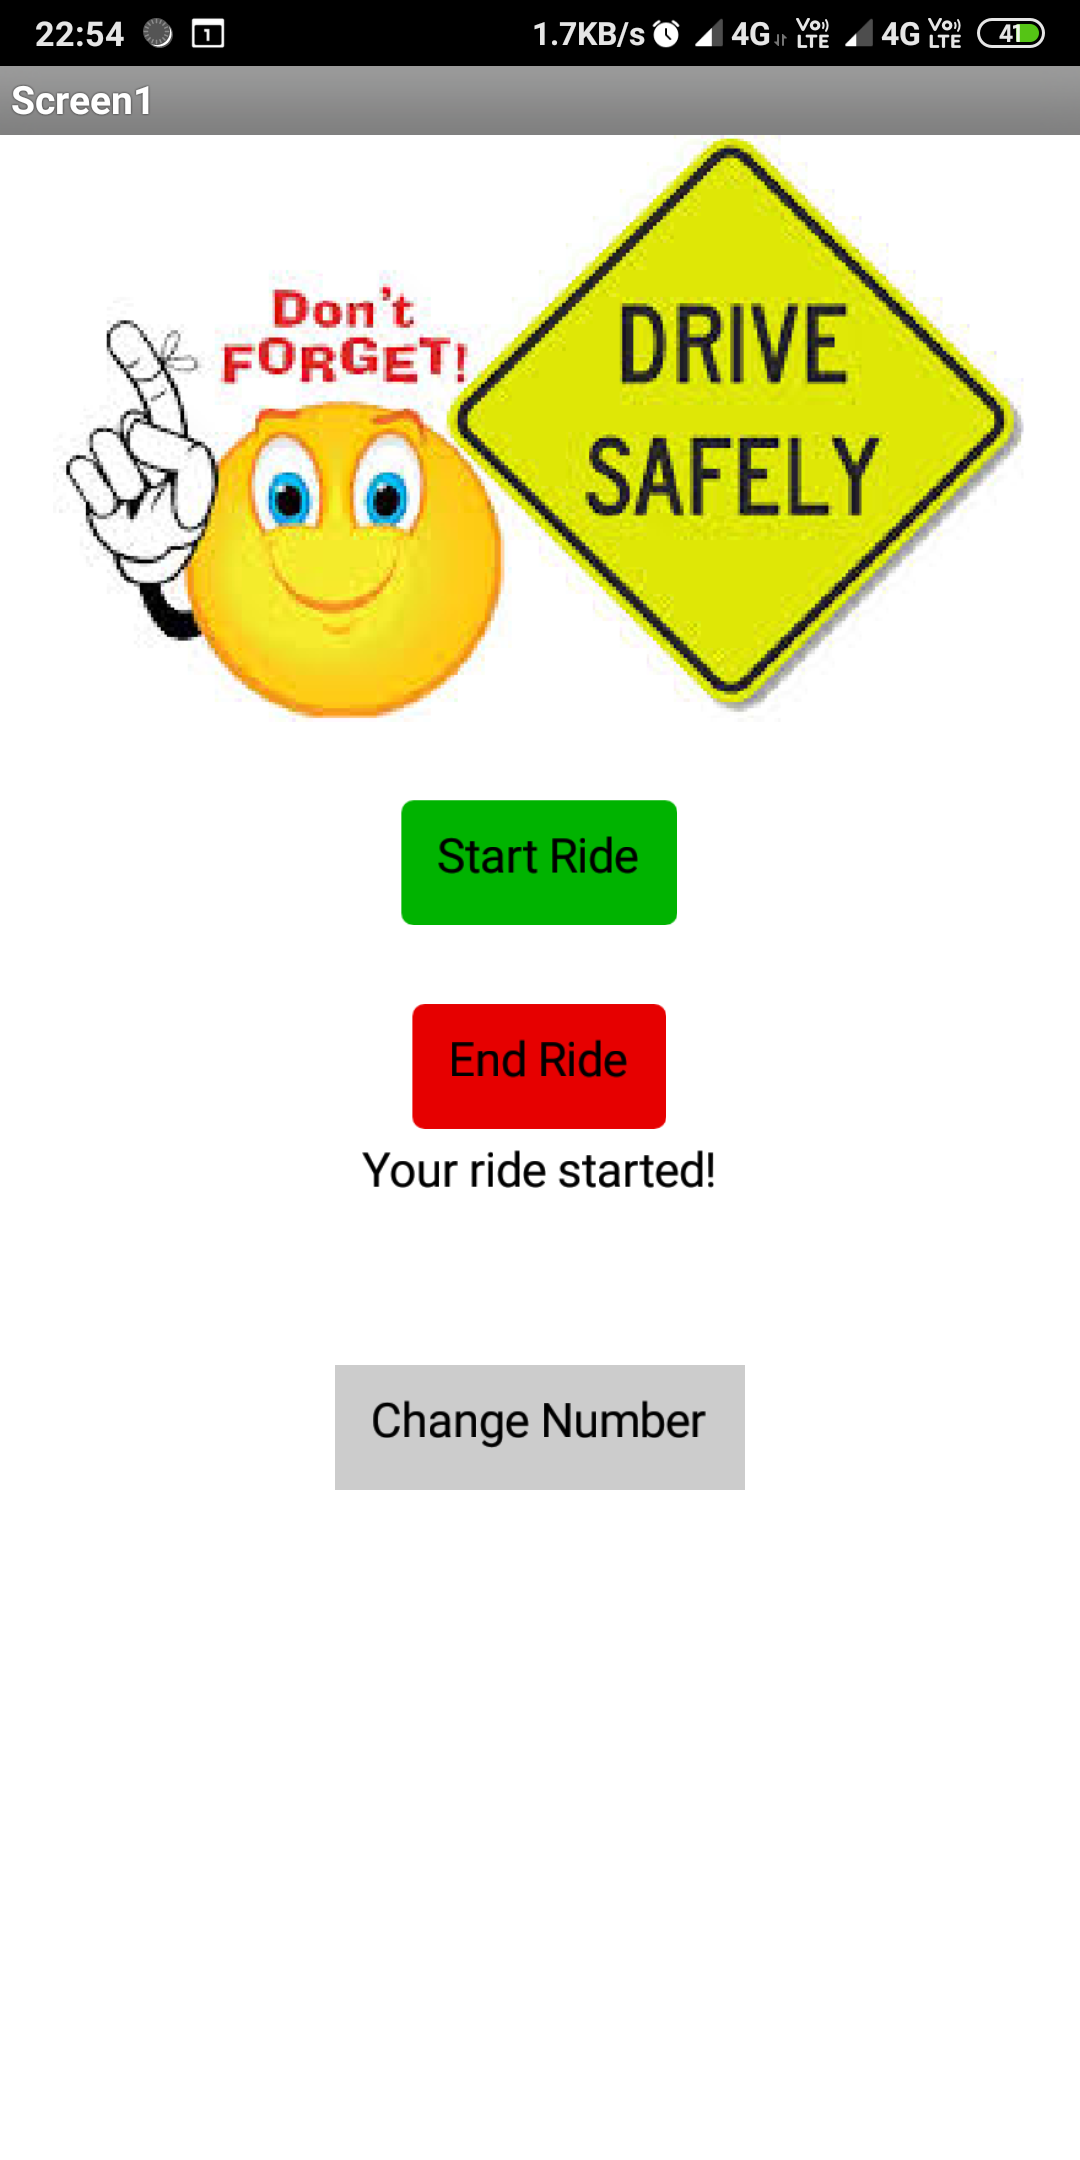 22:54 1 1.7KB/s 4G Vo)) LTE 4G Vo)) LTE 41
Screen1
Don't
FORGET!
DRIVE
SAFELY
Start Ride
End Ride
Your ride started!
Change Number